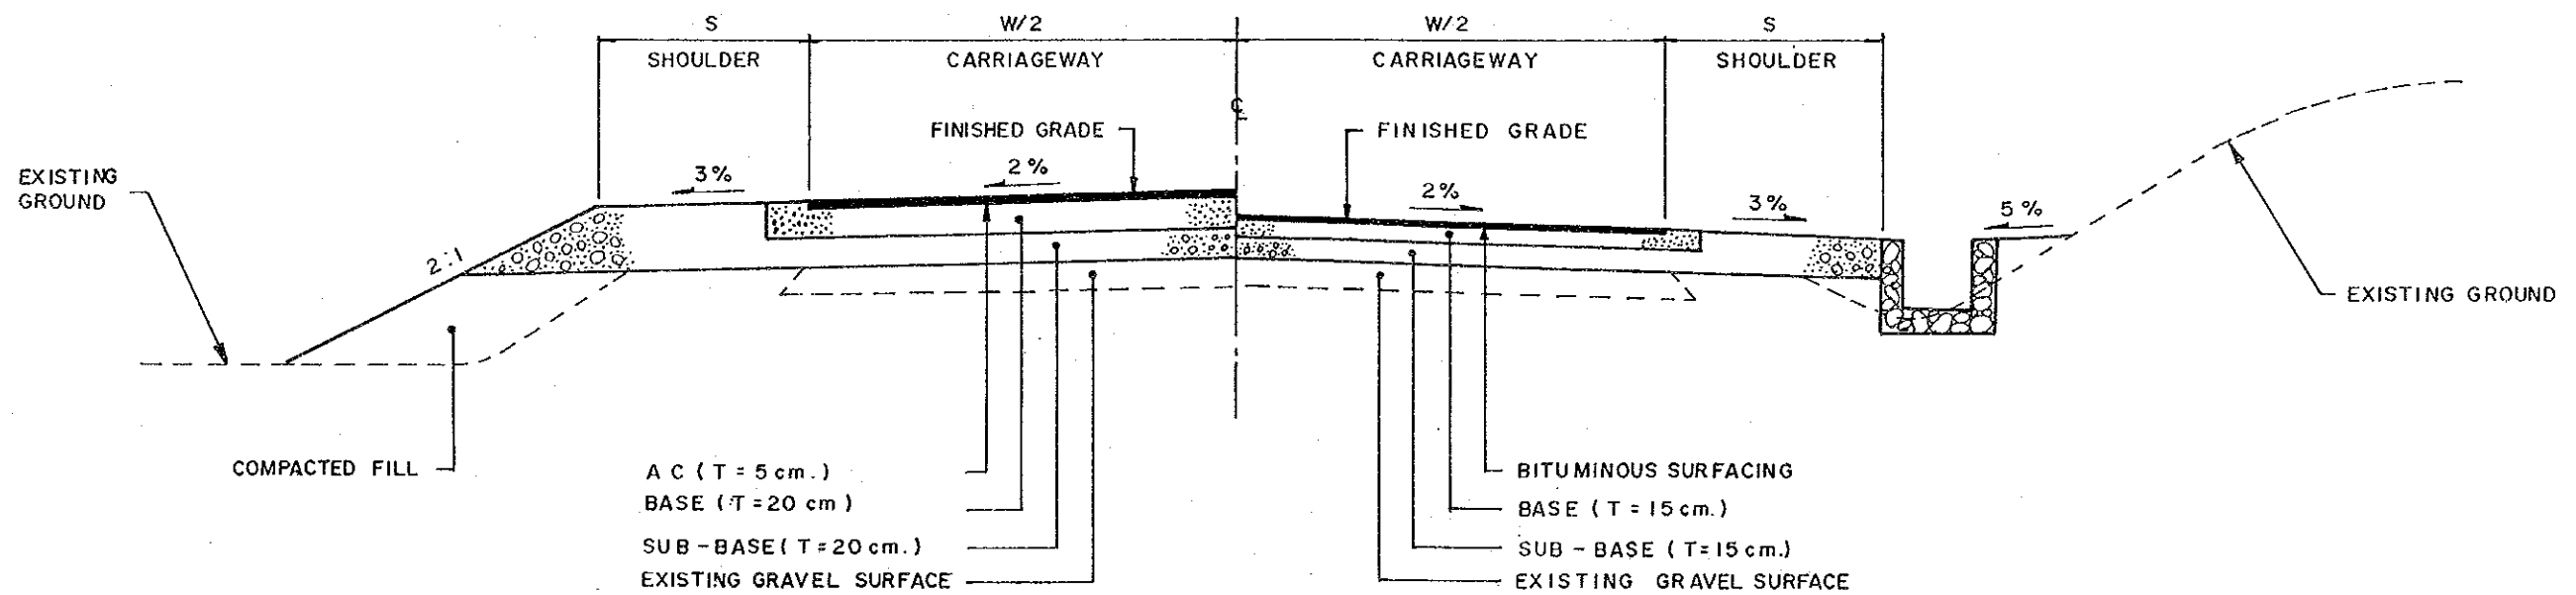 S W/2 W/2 S
SHOULDER CARRIAGEWAY CARRIAGEWAY SHOULDER
℄
FINISHED GRADE FINISHED GRADE
EXISTING
GROUND
3% 2% 2% 3% 5%
2:1
EXISTING GROUND
COMPACTED FILL
AC (T = 5 cm.)
BASE (T = 20 cm)
SUB - BASE (T = 20 cm.)
EXISTING GRAVEL SURFACE
BITUMINOUS SURFACING
BASE (T = 15 cm.)
SUB - BASE (T = 15 cm.)
EXISTING GRAVEL SURFACE